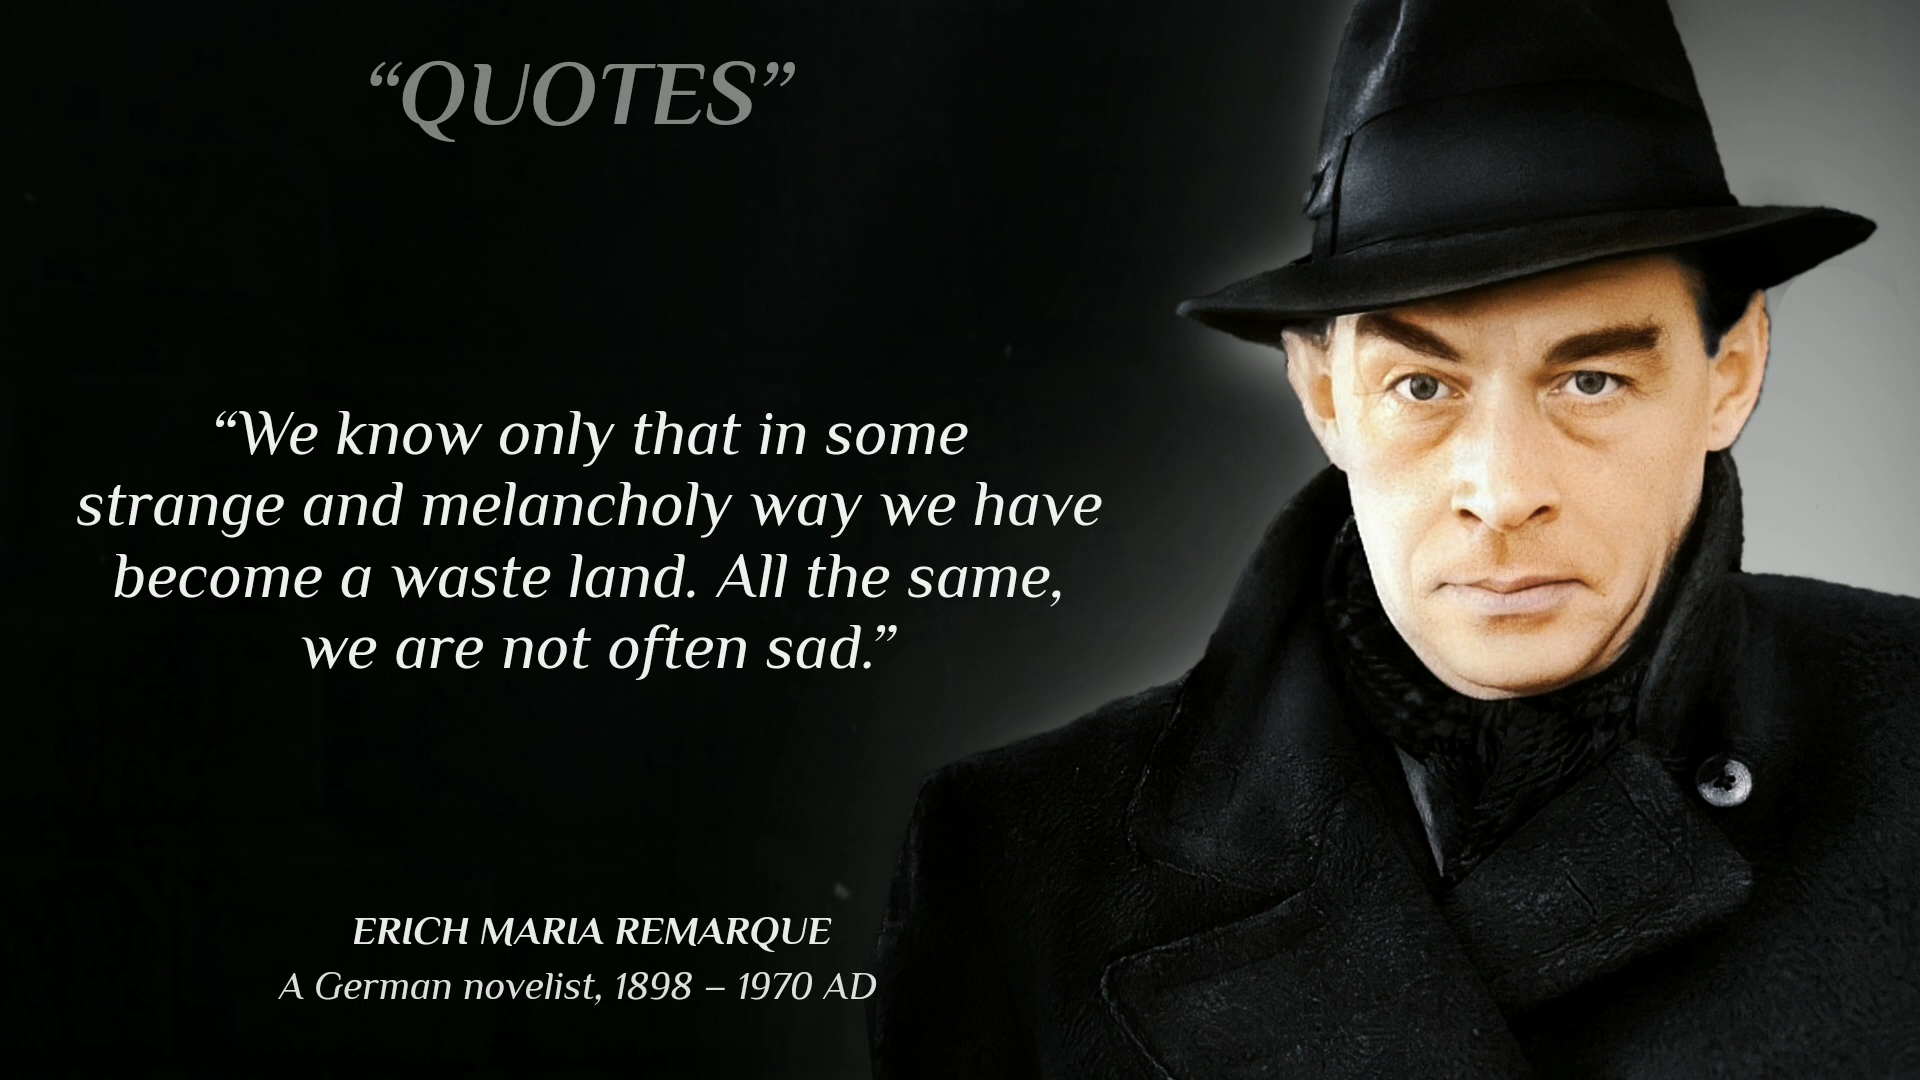 “QUOTES”
“We know only that in some
strange and melancholy way we have
become a waste land. All the same,
we are not often sad.”
ERICH MARIA REMARQUE
A German novelist, 1898 – 1970 AD